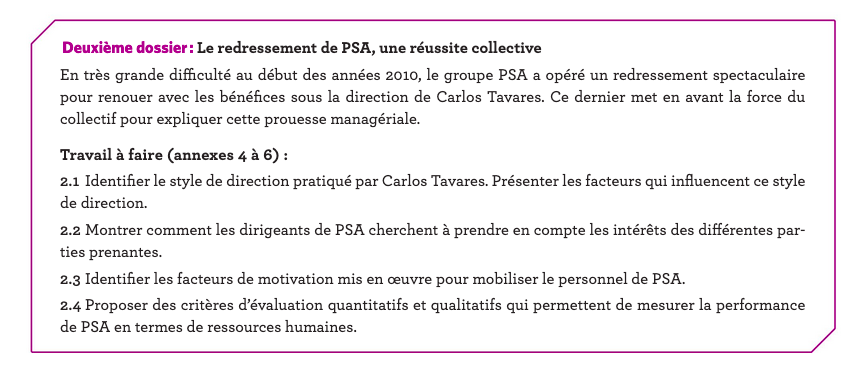 Deuxième dossier : Le redressement de PSA, une réussite collective
En très grande difficulté au début des années 2010, le groupe PSA a opéré un redressement spectaculaire
pour renouer avec les bénéfices sous la direction de Carlos Tavares. Ce dernier met en avant la force du
collectif pour expliquer cette prouesse managériale.
Travail à faire (annexes 4 à 6) :
2.1 Identifier le style de direction pratiqué par Carlos Tavares. Présenter les facteurs qui influencent ce style
de direction.
2.2 Montrer comment les dirigeants de PSA cherchent à prendre en compte les intérêts des différentes par-
ties prenantes.
2.3 Identifier les facteurs de motivation mis en œuvre pour mobiliser le personnel de PSA.
2.4 Proposer des critères d'évaluation quantitatifs et qualitatifs qui permettent de mesurer la performance
de PSA en termes de ressources humaines.